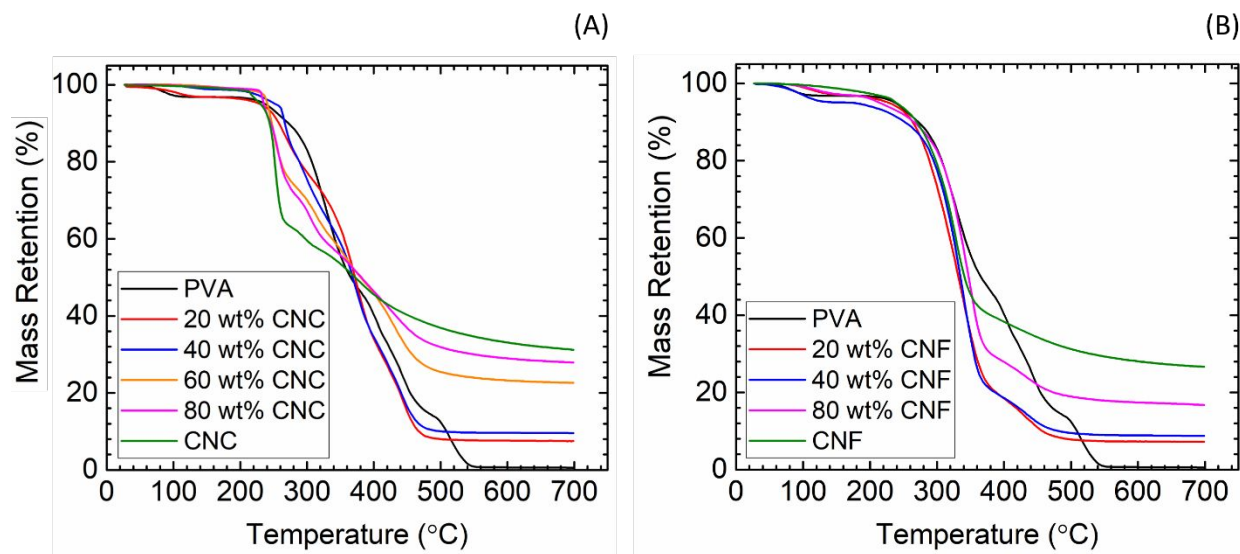 (A)
Mass Retention (%)
100
80
60
40
20
0
PVA
20 wt% CNC
40 wt% CNC
60 wt% CNC
80 wt% CNC
CNC
0 100 200 300 400 500 600 700
Temperature (°C)
(B)
Mass Retention (%)
100
80
60
40
20
0
PVA
20 wt% CNF
40 wt% CNF
80 wt% CNF
CNF
0 100 200 300 400 500 600 700
Temperature (°C)